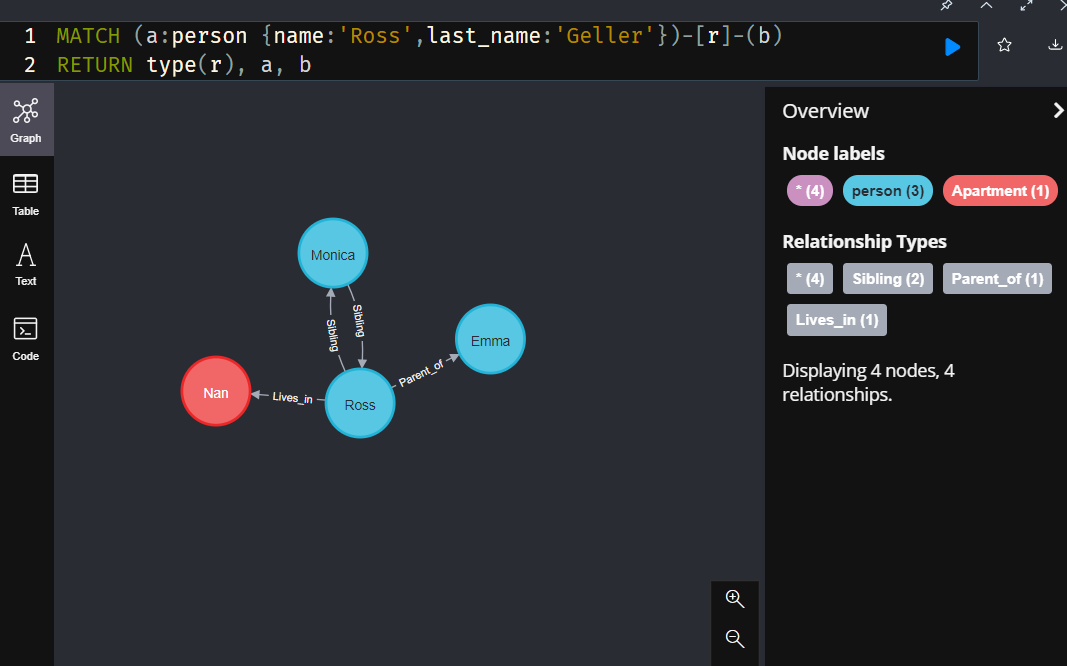 1 MATCH (a:person {name:'Ross',last_name:'Geller'})-[r]-(b)
2 RETURN type(r), a, b
Graph
Table
Text
Code
Monica
Sibling
Sibling
Emma
Parent_of
Nan
Lives_in
Ross
Overview
Node labels
* (4) person (3) Apartment (1)
Relationship Types
* (4) Sibling (2) Parent_of (1)
Lives_in (1)
Displaying 4 nodes, 4
relationships.